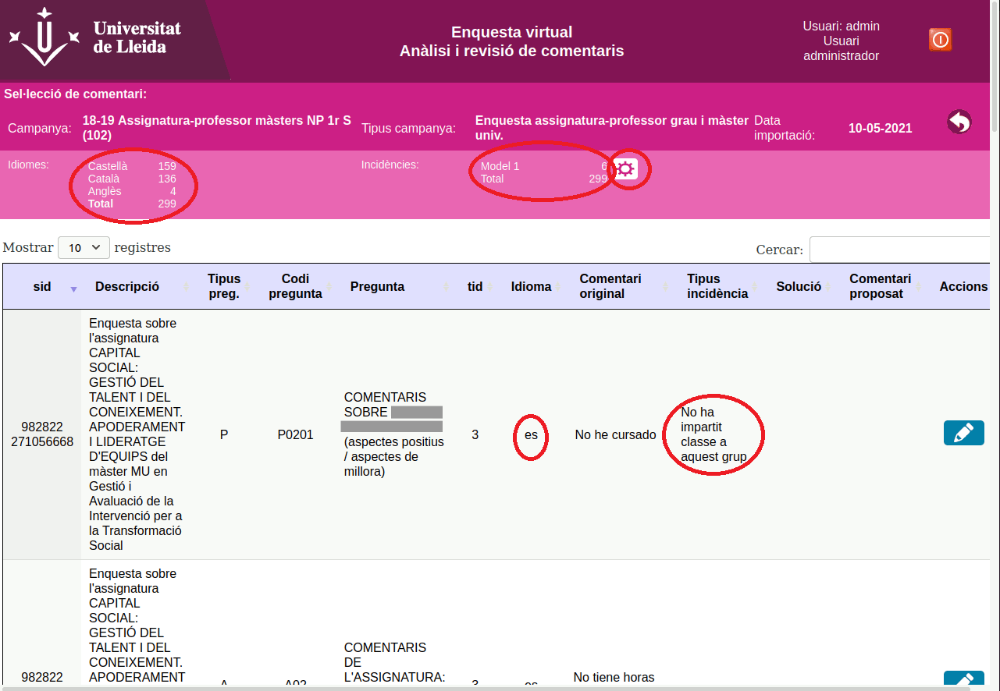 Universitat
de Lleida
Enquesta virtual
Anàlisi i revisió de comentaris
Usuari: admin
Usuari
administrador
Sel·lecció de comentari:
Campanya:
18-19 Assignatura-professor màsters NP 1r S
(102)
Tipus campanya:
Enquesta assignatura-professor grau i màster
univ.
Data
importació:
10-05-2021
Idiomes:
Castellà 159
Català 136
Anglès 4
Total 299
Incidències:
Model 1 6
Total 299
Mostrar 10 registres
Cercar:
sid
Descripció
Tipus
preg.
Codi
pregunta
Pregunta
tid
Idioma
Comentari
original
Tipus
incidència
Solució
Comentari
proposat
Accions
982822
271056668
Enquesta sobre
l'assignatura
CAPITAL
SOCIAL:
GESTIÓ DEL
TALENT I DEL
CONEIXEMENT.
APODERAMENT
I LIDERATGE
D'EQUIPS del
màster MU en
Gestió i
Avaluació de la
Intervenció per a
la Transformació
Social
P
P0201
COMENTARIS
SOBRE
(aspectes positius
/ aspectes de
millora)
3
es
No he cursado
No ha
impartit
classe a
aquest grup
982822
Enquesta sobre
l'assignatura
CAPITAL
SOCIAL:
GESTIÓ DEL
TALENT I DEL
CONEIXEMENT.
APODERAMENT
A
A02
COMENTARIS
DE
L'ASSIGNATURA:
3
es
No tiene horas